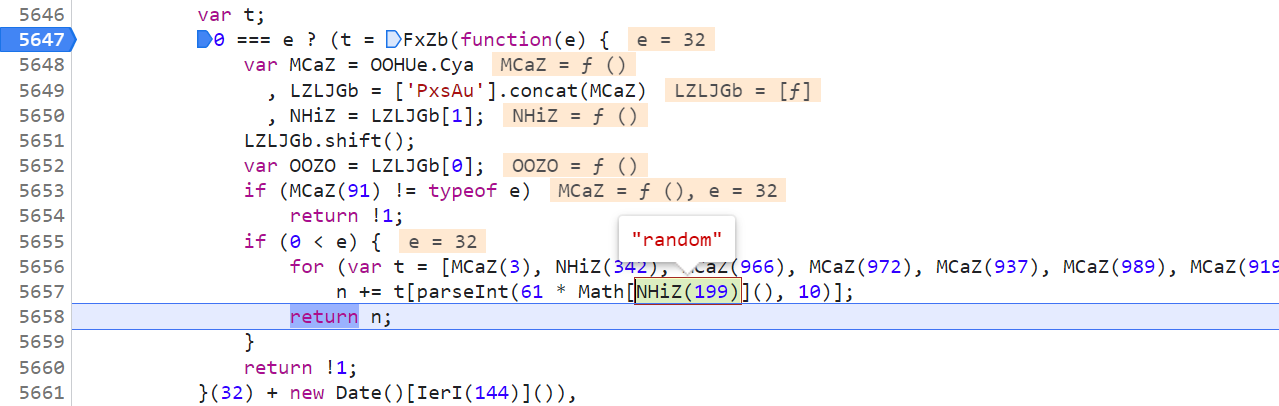 5646 var t;
5647 0 === e ? (t = FxZb(function(e) { e = 32
5648 var MCaZ = OOHUe.Cya MCaZ = ƒ ()
5649 , LZLJGb = ['PxsAu'].concat(MCaZ) LZLJGb = [ƒ]
5650 , NHiZ = LZLJGb[1]; NHiZ = ƒ ()
5651 LZLJGb.shift();
5652 var OOZO = LZLJGb[0]; OOZO = ƒ ()
5653 if (MCaZ(91) != typeof e) MCaZ = ƒ (), e = 32
5654 return !1;
5655 if (0 < e) { e = 32
"random"
5656 for (var t = [MCaZ(3), NHiZ(342), MCaZ(966), MCaZ(972), MCaZ(937), MCaZ(989), MCaZ(919
5657 n += t[parseInt(61 * Math[NHiZ(199)](), 10)];
5658 return n;
5659 }
5660 return !1;
5661 }(32) + new Date()[IerI(144)]()),